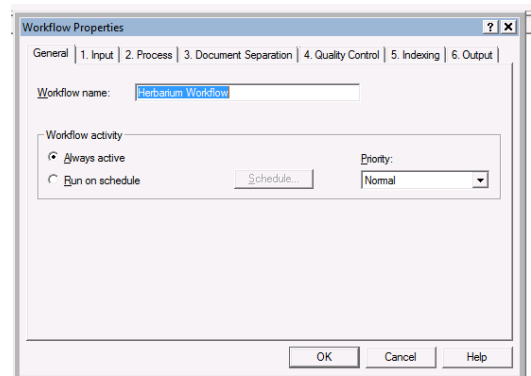 Workflow Properties
General 1. Input 2. Process 3. Document Separation 4. Quality Control 5. Indexing 6. Output
Workflow name: Herbarium Workflow
Workflow activity
Always active Priority:
Run on schedule Schedule... Normal
OK Cancel Help